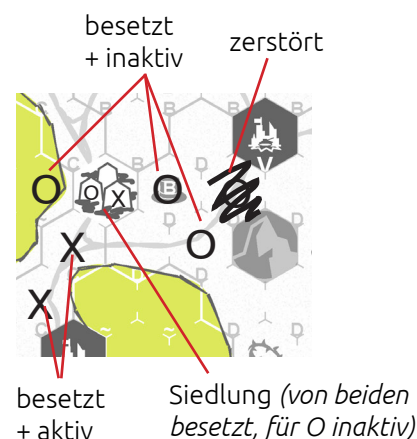 besetzt
+ inaktiv
zerstört
B B B B
V
O O X O B
D D
O
X
X
C C D D
besetzt
+ aktiv
Siedlung (von beiden
besetzt, für O inaktiv)